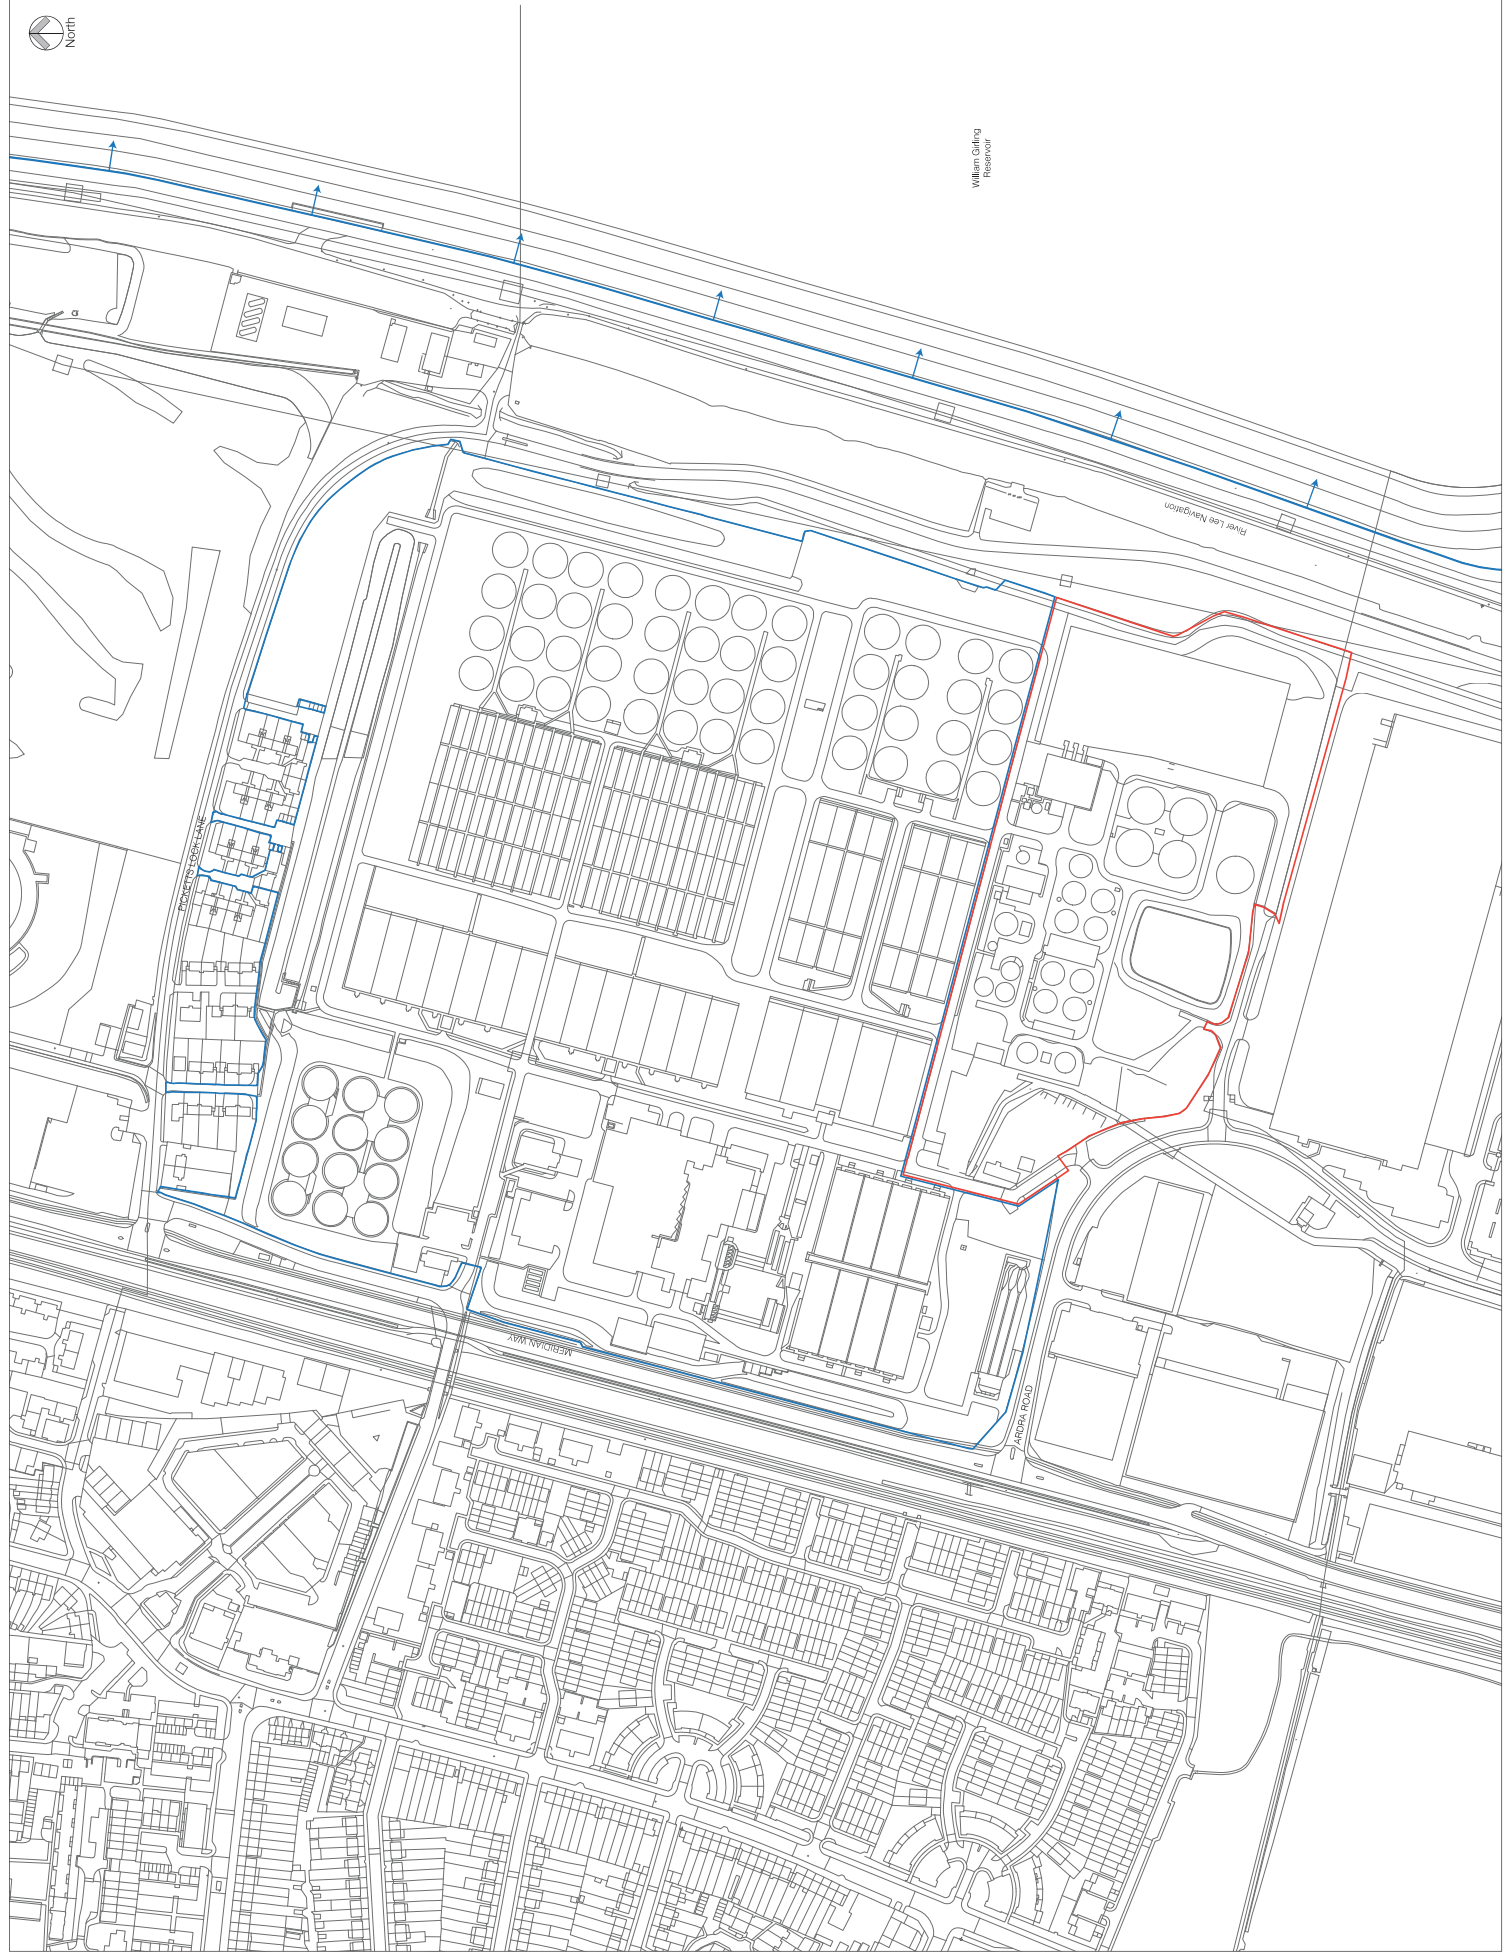 North
William Girling
Reservoir
River Lee Navigation
PICKETTS LOCK LANE
MERIDIAN WAY
ARDRA ROAD